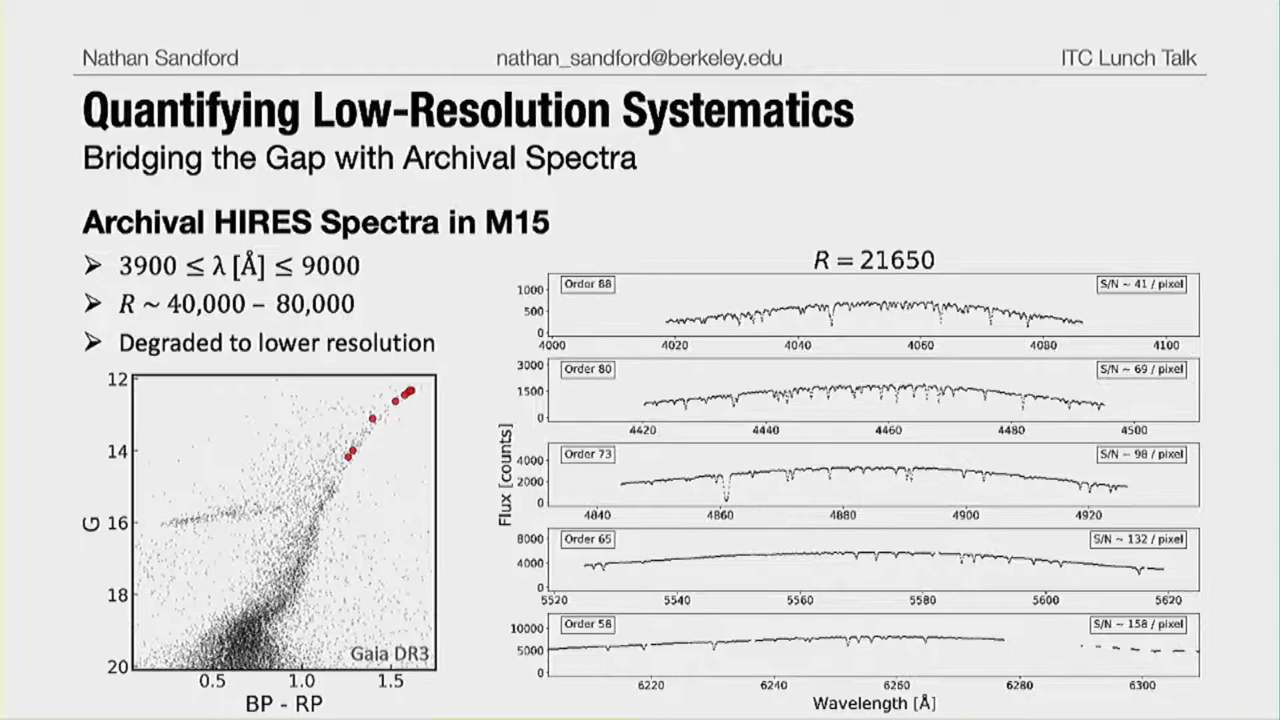 Nathan Sandford nathan_sandford@berkeley.edu ITC Lunch Talk
Quantifying Low-Resolution Systematics
Bridging the Gap with Archival Spectra
Archival HIRES Spectra in M15
➢ 3900 ≤ λ [Å] ≤ 9000
➢ R ~ 40,000 – 80,000
➢ Degraded to lower resolution
12
14
16
18
20
G
Gaia DR3
0.5 1.0 1.5
BP - RP
R = 21650
Flux [counts]
Order 88 S/N ~ 41 / pixel
1000
500
0
4000 4020 4040 4060 4080 4100
Order 80 S/N ~ 69 / pixel
3000
1500
0
4420 4440 4460 4480 4500
Order 73 S/N ~ 98 / pixel
4000
2000
0
4840 4860 4880 4900 4920
Order 65 S/N ~ 132 / pixel
8000
4000
0
5520 5540 5560 5580 5600 5620
Order 58 S/N ~ 158 / pixel
10000
5000
0
6220 6240 6260 6280 6300
Wavelength [Å]